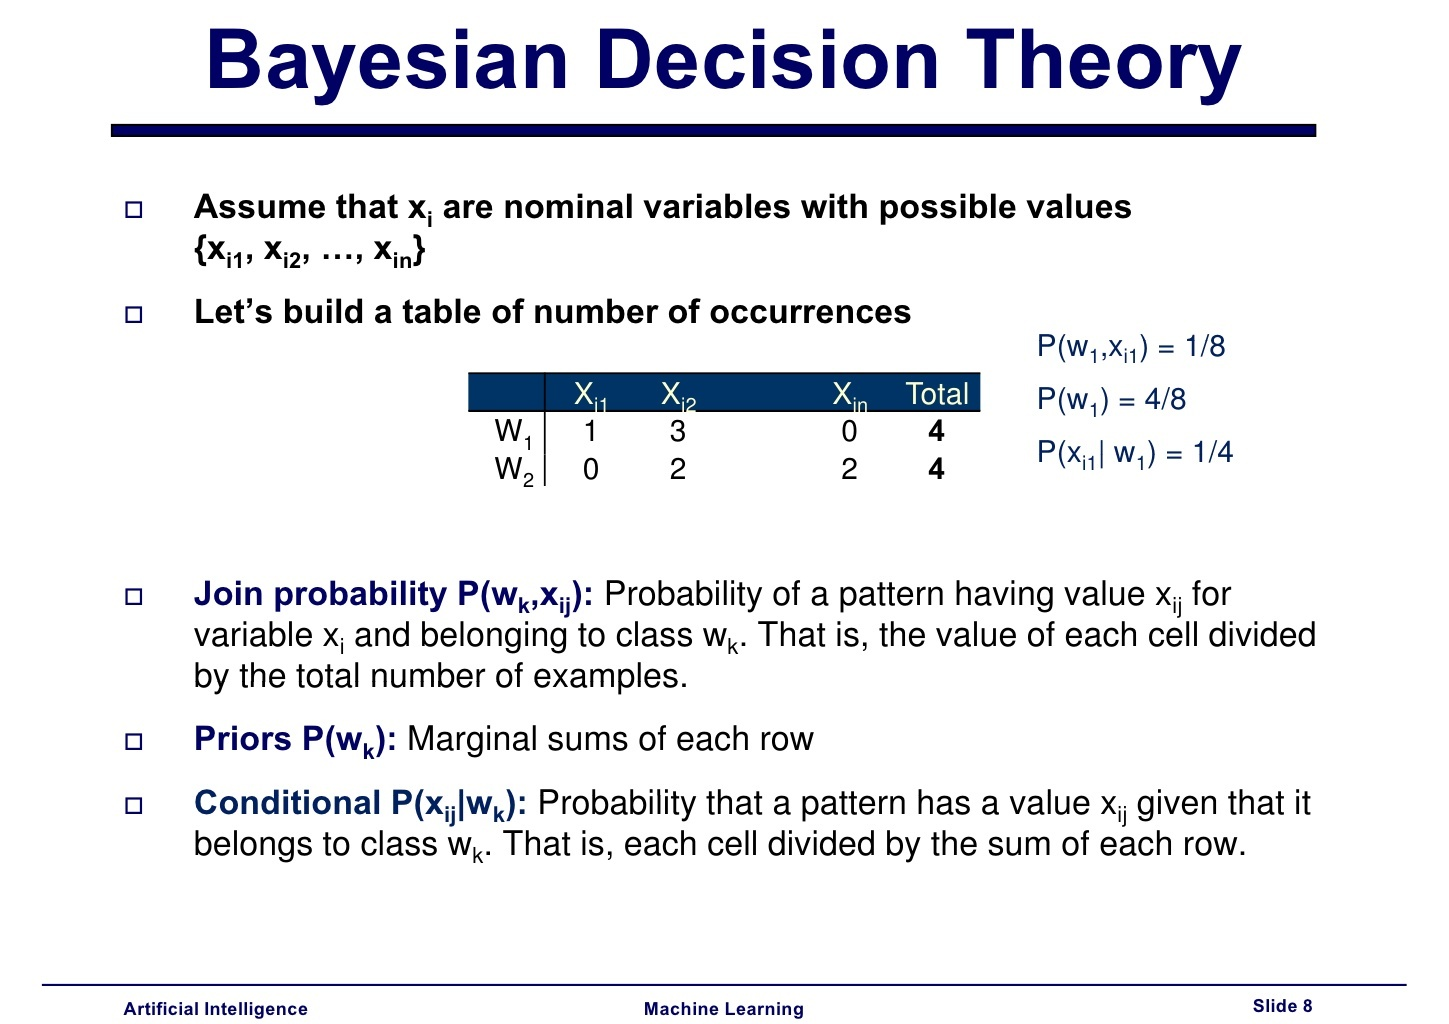 Bayesian Decision Theory
Assume that xi are nominal variables with possible values
{xi1, xi2, …, xin}
Let’s build a table of number of occurrences
P(w1,xi1) = 1/8
Xi1 Xi2 Xin Total
P(w1) = 4/8
W1 1 3 0 4
P(xi1| w1) = 1/4
W2 0 2 2 4
Join probability P(wk,xij): Probability of a pattern having value xij for
variable xi and belonging to class wk. That is, the value of each cell divided
by the total number of examples.
Priors P(wk): Marginal sums of each row
Conditional P(xij|wk): Probability that a pattern has a value xij given that it
belongs to class wk. That is, each cell divided by the sum of each row.
Artificial Intelligence
Machine Learning
Slide 8